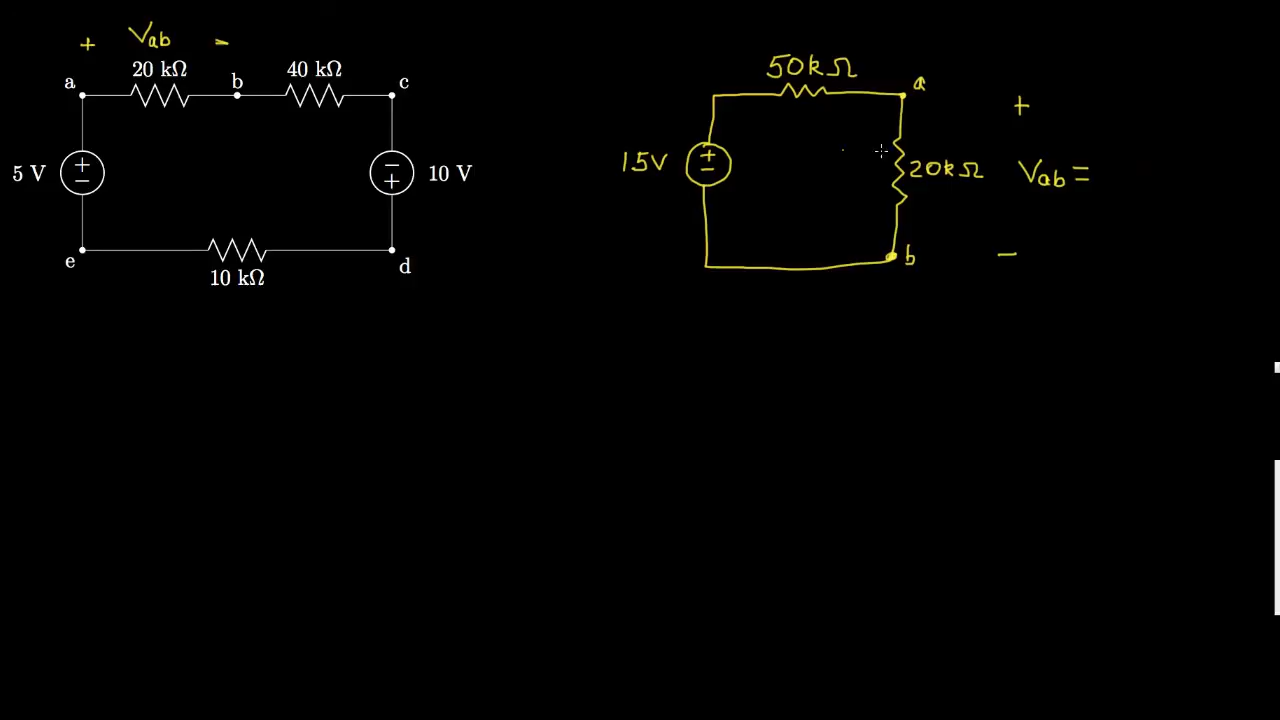 + Vab -
20 kΩ 40 kΩ
a b c
5 V + − − + 10 V
e d
10 kΩ
50kΩ
a
+
15V + −
20kΩ Vab =
b −